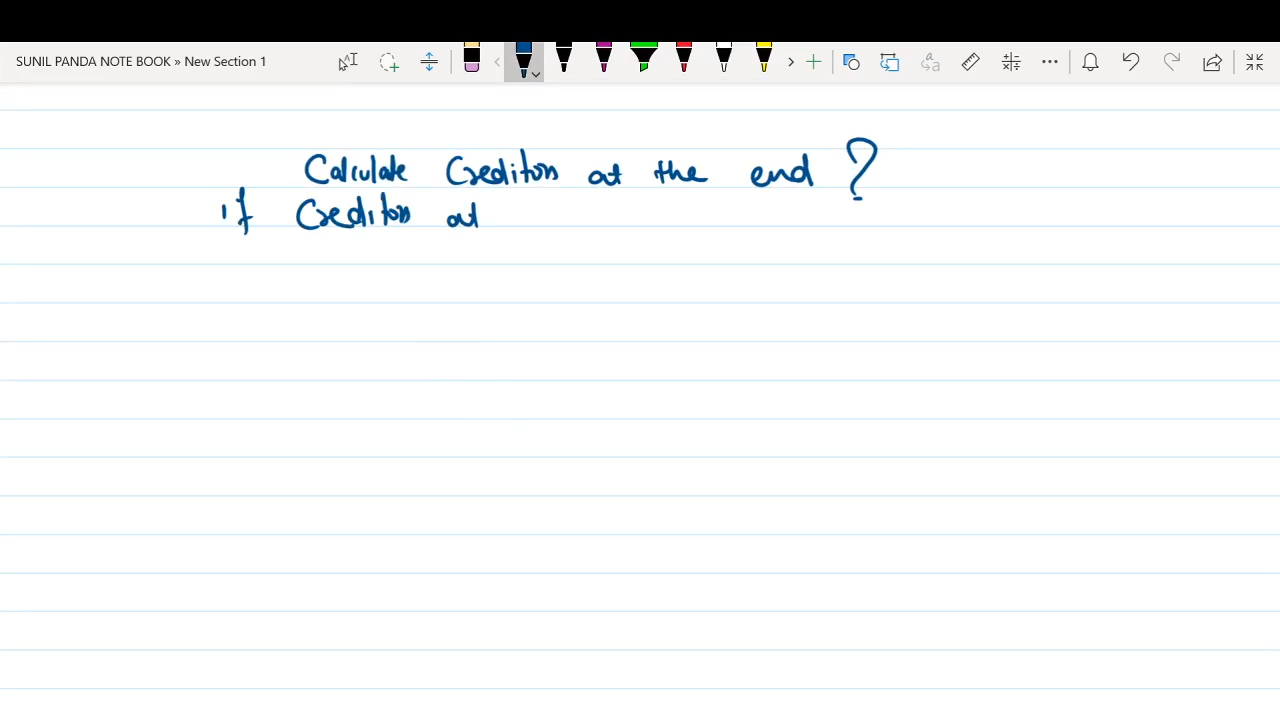 SUNIL PANDA NOTE BOOK » New Section 1
Calculate Creditors at the end ?
if Creditors at